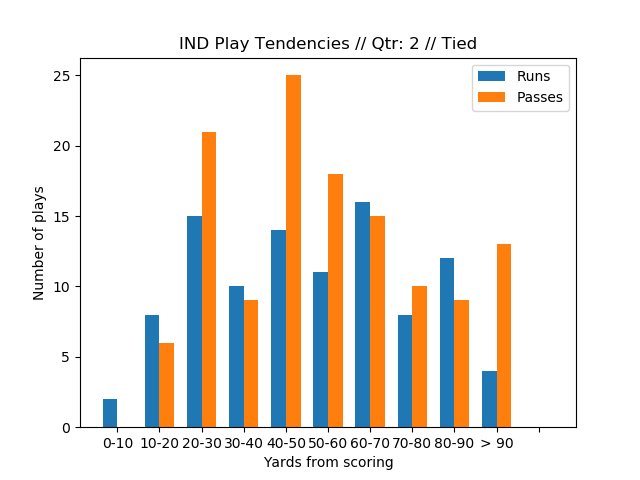 IND Play Tendencies // Qtr: 2 // Tied
Runs
Passes
25
20
15
10
5
0
Number of plays
0-10 10-20 20-30 30-40 40-50 50-60 60-70 70-80 80-90 > 90
Yards from scoring